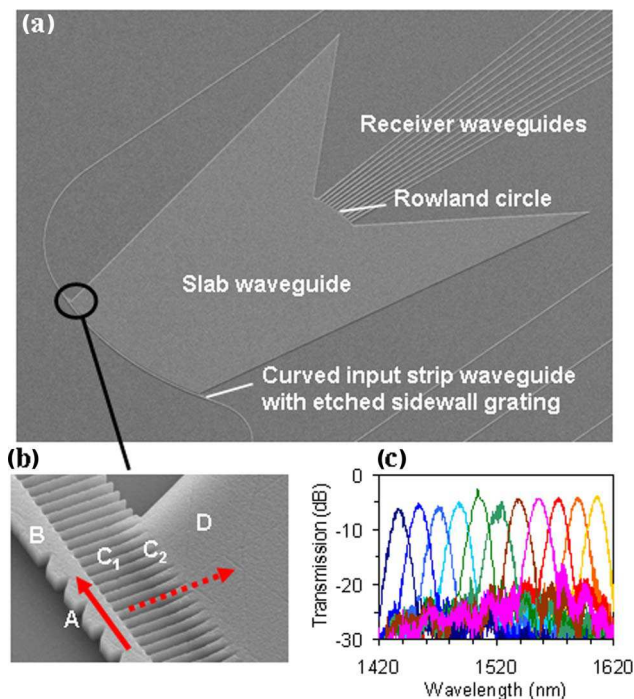 (a)
Receiver waveguides
Rowland circle
Slab waveguide
Curved input strip waveguide
with etched sidewall grating
(b)
B
C1
C2
D
A
(c)
Transmission (dB)
0
-10
-20
-30
1420
1520
1620
Wavelength (nm)